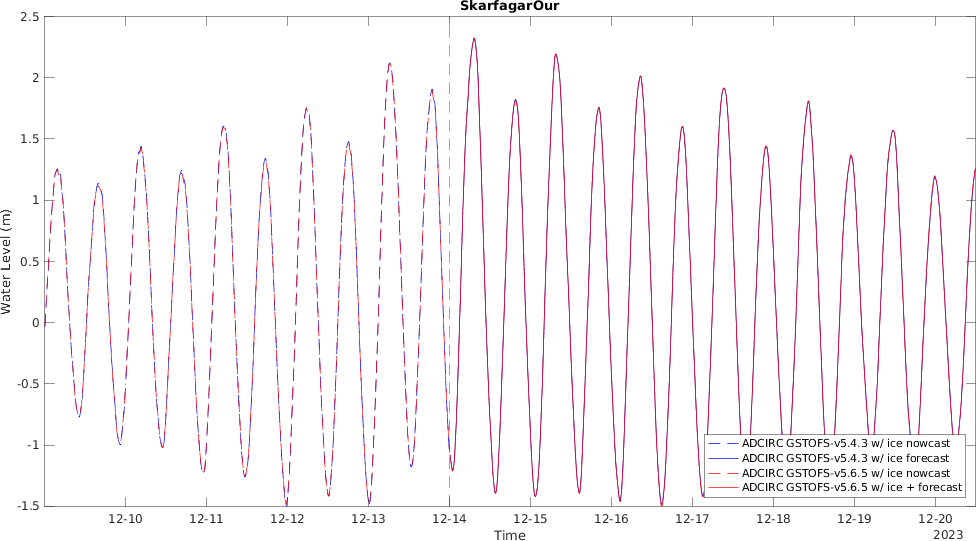 SkarfagarOur
2.5
2
1.5
1
0.5
0
-0.5
-1
-1.5
Water Level (m)
12-10 12-11 12-12 12-13 12-14 12-15 12-16 12-17 12-18 12-19 12-20
Time
2023
ADCIRC GSTOFS-v5.4.3 w/ ice nowcast
ADCIRC GSTOFS-v5.4.3 w/ ice forecast
ADCIRC GSTOFS-v5.6.5 w/ ice nowcast
ADCIRC GSTOFS-v5.6.5 w/ ice + forecast